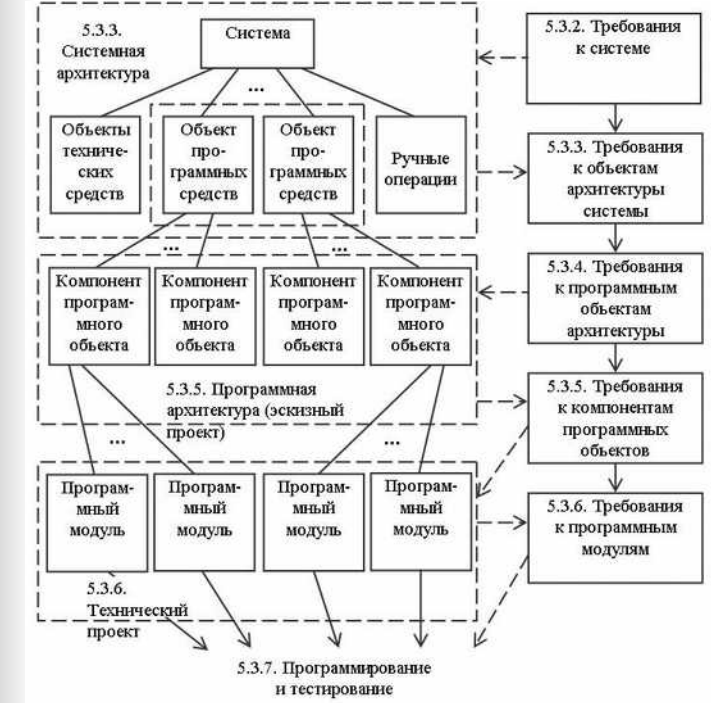 5.3.3.
Системная
архитектура
Система
...
Объекты
техниче-
ских
средств
Объект
про-
граммных
средств
Объект
про-
граммных
средств
Ручные
операции
...
...
Компонент
програм-
много
объекта
Компонент
програм-
много
объекта
Компонент
програм-
много
объекта
Компонент
програм-
много
объекта
5.3.5. Программная
архитектура (эскизный
проект)
...
...
Програм-
мный
модуль
Програм-
мный
модуль
Програм-
мный
модуль
Програм-
мный
модуль
5.3.6.
Технический
проект
5.3.7. Программирование
и тестирование
5.3.2. Требования
к системе
5.3.3. Требования
к объектам
архитектуры
системы
5.3.4. Требования
к программным
объектам
архитектуры
5.3.5. Требования
к компонентам
программных
объектов
5.3.6. Требования
к программным
модулям